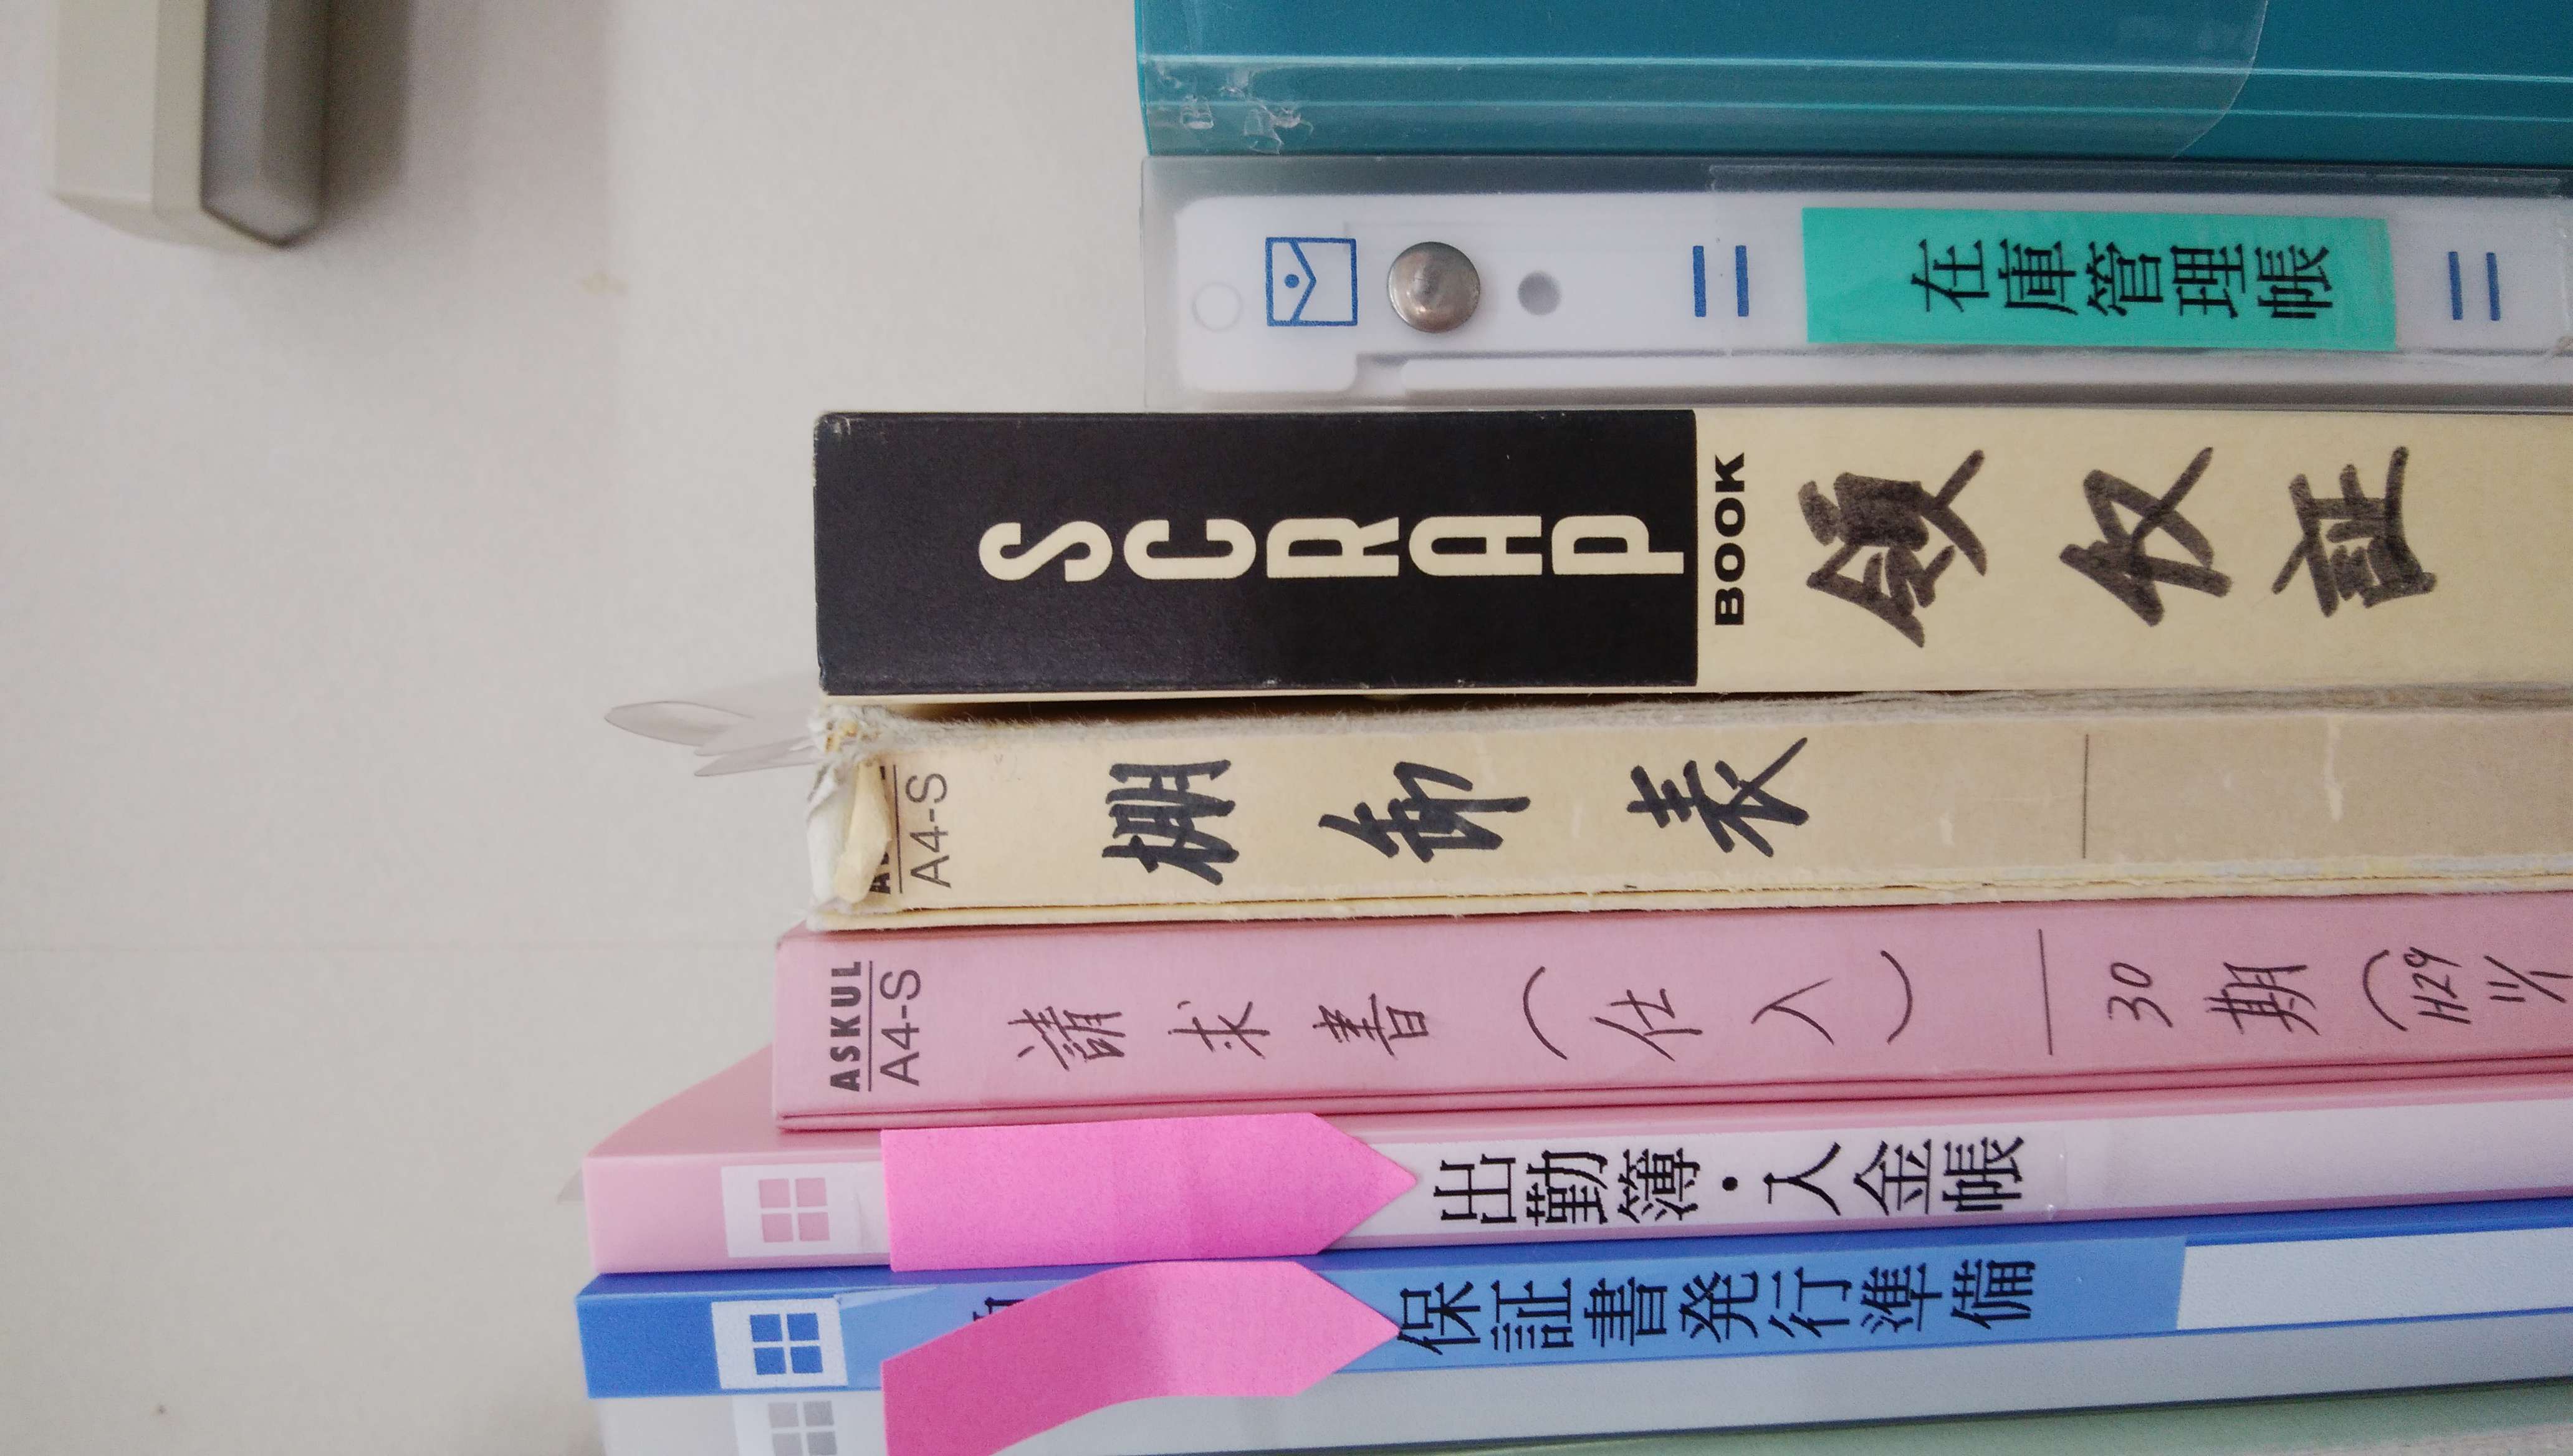 在庫管理帳
SCRAP
BOOK
領収証
A4-S
棚卸表
ASKUL
A4-S
請求書(仕入)
30期(H29 11/1
出勤簿・入金帳
保証書発行準備